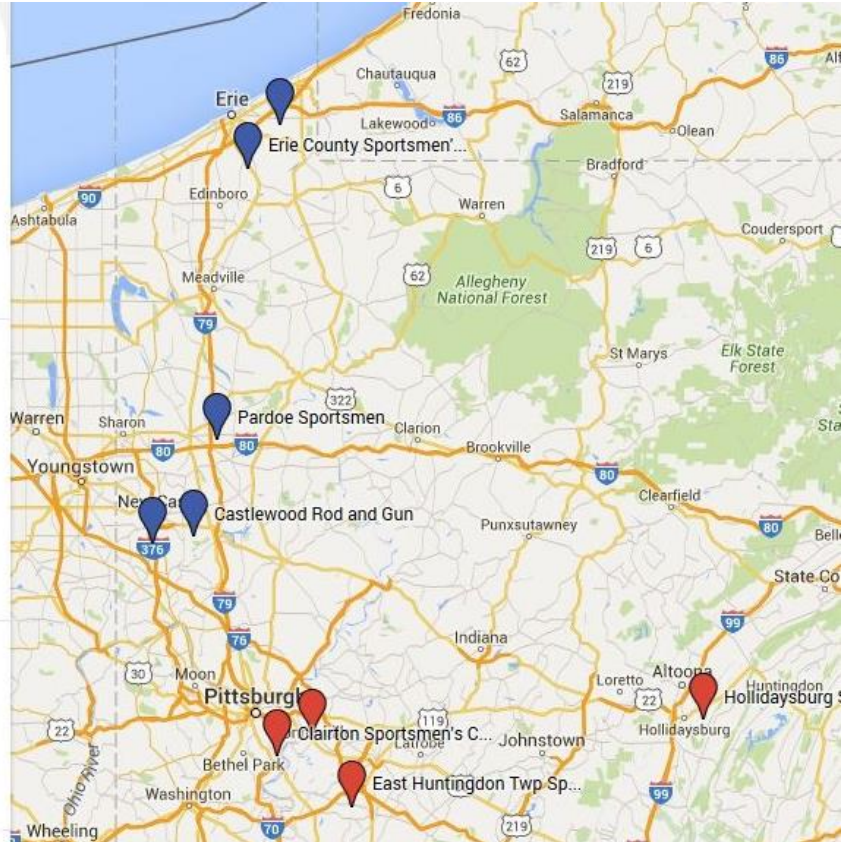 Fredonia
62
86
Chautauqua
219
Erie
Lakewood
86
Salamanca
Olean
Erie County Sportsmen'...
Bradford
6
90
Edinboro
Warren
Ashtabula
219
6
Coudersport
Meadville
62
Allegheny
National Forest
79
St Marys
Elk State
Forest
322
Warren
Sharon
Pardoe Sportsmen
Clarion
80
80
Brookville
Youngstown
80
Clearfield
Castlewood Rod and Gun
Punxsutawney
80
376
79
76
State Co
99
Indiana
30
Moon
Loretto
Altoona
Huntingdon
Pittsburgh
22
Hollidaysburg S
119
22
Clairton Sportsmen's C...
Hollidaysburg
Latrobe
Johnstown
Bethel Park
East Huntingdon Twp Sp...
Ohio River
Washington
99
70
219
Wheeling